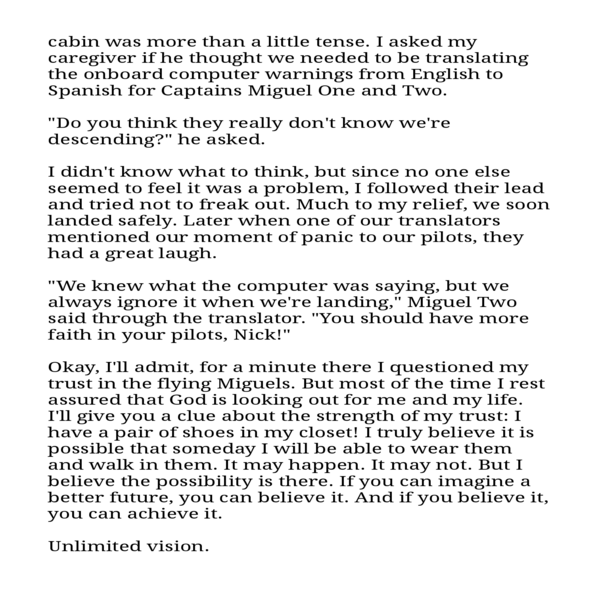 cabin was more than a little tense. I asked my
caregiver if he thought we needed to be translating
the onboard computer warnings from English to
Spanish for Captains Miguel One and Two.
"Do you think they really don't know we're
descending?" he asked.
I didn't know what to think, but since no one else
seemed to feel it was a problem, I followed their lead
and tried not to freak out. Much to my relief, we soon
landed safely. Later when one of our translators
mentioned our moment of panic to our pilots, they
had a great laugh.
"We knew what the computer was saying, but we
always ignore it when we're landing," Miguel Two
said through the translator. "You should have more
faith in your pilots, Nick!"
Okay, I'll admit, for a minute there I questioned my
trust in the flying Miguels. But most of the time I rest
assured that God is looking out for me and my life.
I'll give you a clue about the strength of my trust: I
have a pair of shoes in my closet! I truly believe it is
possible that someday I will be able to wear them
and walk in them. It may happen. It may not. But I
believe the possibility is there. If you can imagine a
better future, you can believe it. And if you believe it,
you can achieve it.
Unlimited vision.